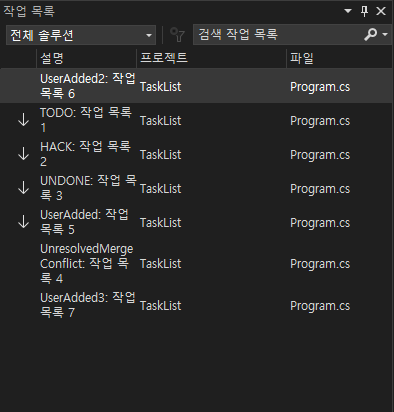 작업 목록
전체 솔루션
검색 작업 목록
설명 프로젝트 파일
UserAdded2: 작업
목록 6 TaskList Program.cs
TODO: 작업 목록
1 TaskList Program.cs
HACK: 작업 목록
2 TaskList Program.cs
UNDONE: 작업 목
록 3 TaskList Program.cs
UserAdded: 작업
목록 5 TaskList Program.cs
UnresolvedMerge
Conflict: 작업 목 TaskList Program.cs
록 4
UserAdded3: 작업
목록 7 TaskList Program.cs